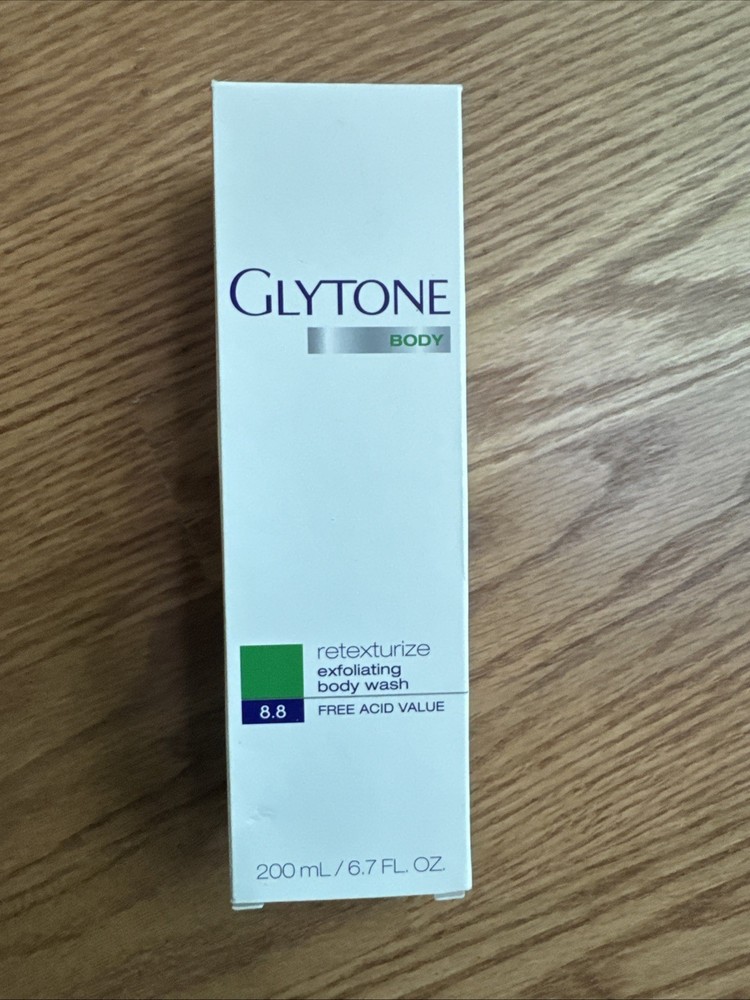 GLYTONE
BODY
retexturize
exfoliating
body wash
8.8 FREE ACID VALUE
200 mL / 6.7 FL. OZ.